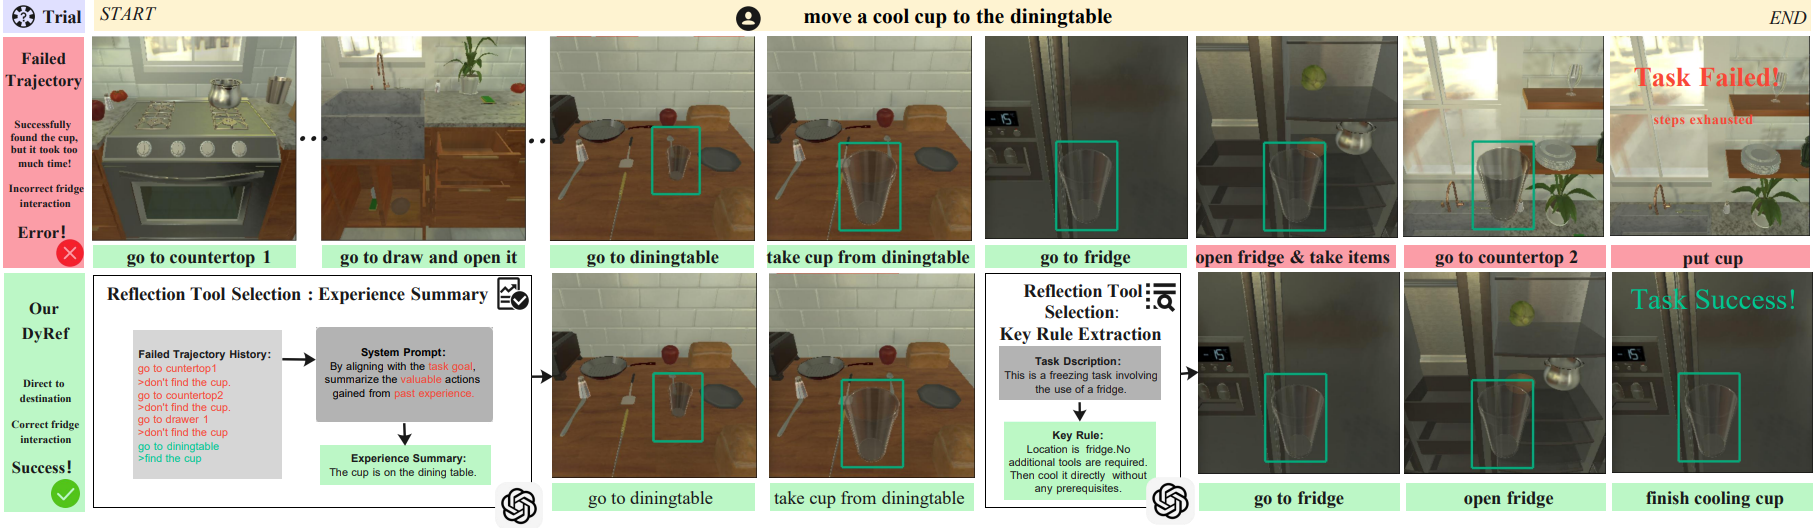 Trial
START
move a cool cup to the diningtable
END
Failed
Trajectory
Successfully
found the cup,
but it took too
much time!
Incorrect fridge
interaction
Error!
-15
Task Failed!
steps exhausted
go to countertop 1
go to draw and open it
go to diningtable
take cup from diningtable
go to fridge
open fridge & take items
go to countertop 2
put cup
Our
DyRef
Direct to
destination
Correct fridge
interaction
Success!
Reflection Tool Selection : Experience Summary
Failed Trajectory History:
go to cuntertop1
>don't find the cup.
go to countertop2
>don't find the cup.
go to drawer 1
>don't find the cup
go to diningtable
>find the cup
System Prompt:
By aligning with the task goal,
summarize the valuable actions
gained from past experience.
Experience Summary:
The cup is on the dining table.
go to diningtable
take cup from diningtable
Reflection Tool
Selection:
Key Rule Extraction
Task Dscription:
This is a freezing task involving
the use of a fridge.
Key Rule:
Location is fridge.No
additional tools are required.
Then cool it directly without
any prerequisites.
-15
go to fridge
open fridge
-15
Task Success!
finish cooling cup